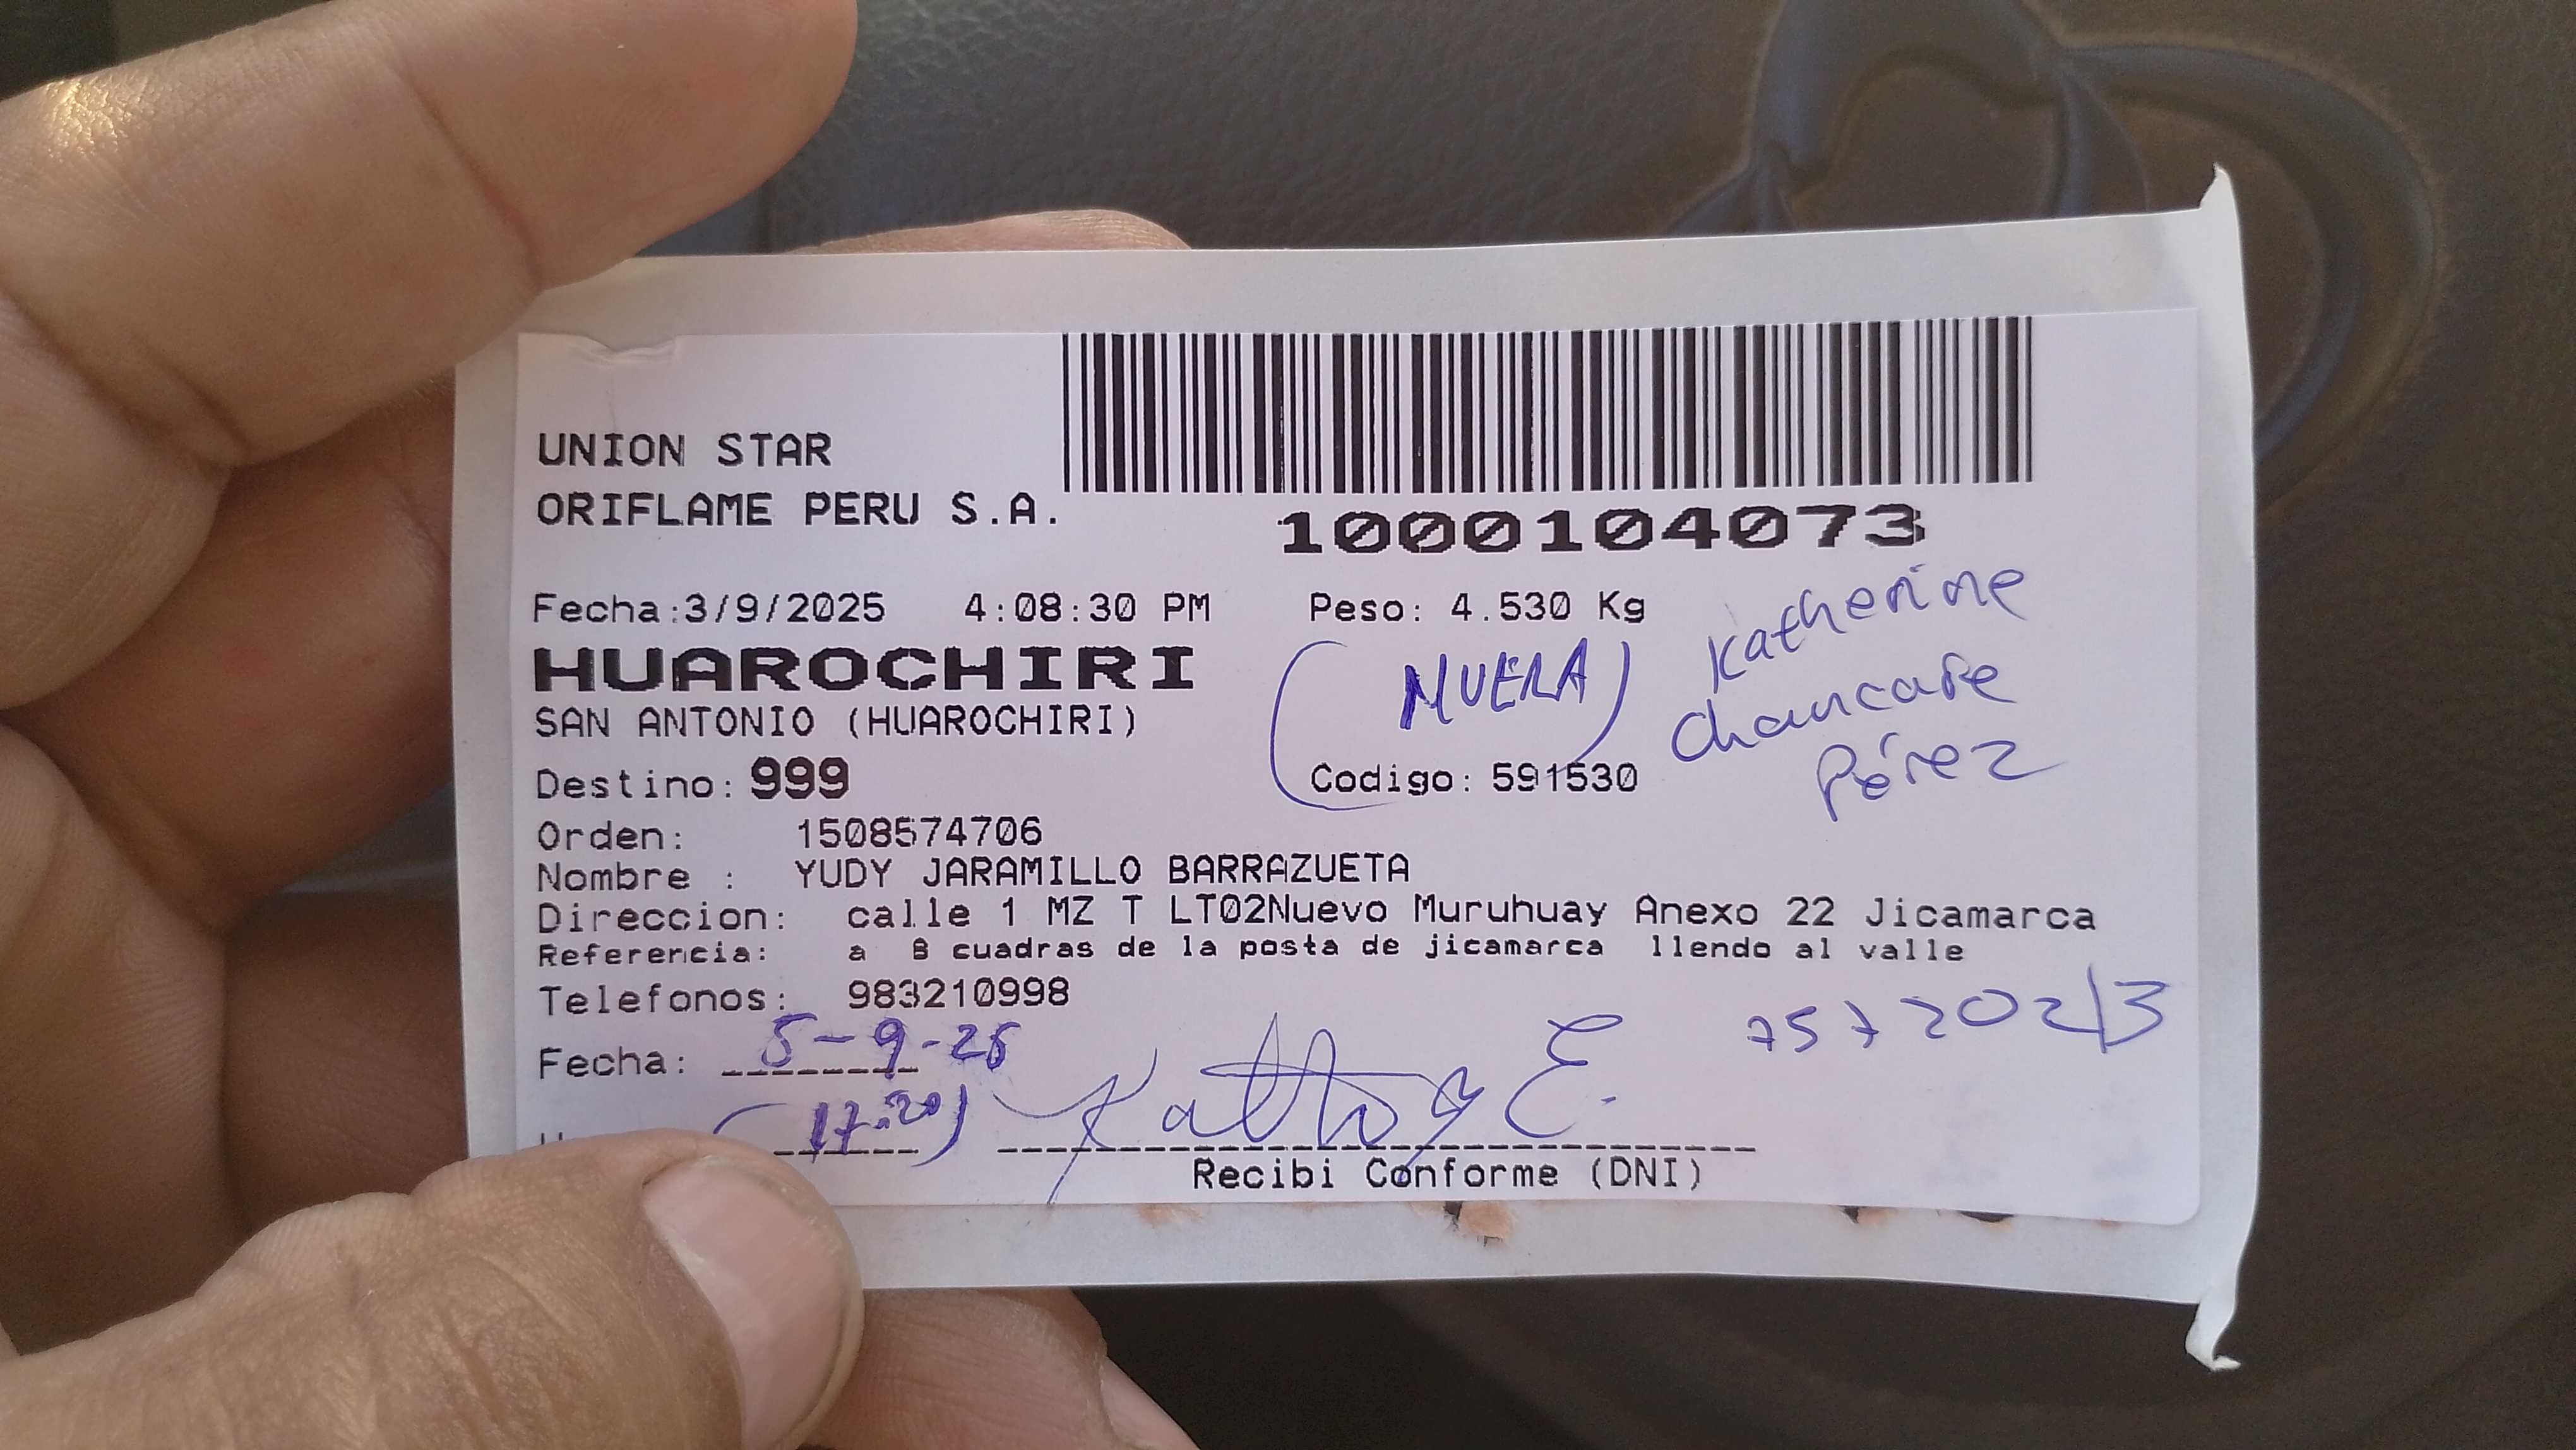 UNION STAR
ORIFLAME PERU S.A.
1000104073
Fecha:3/9/2025 4:08:30 PM Peso: 4.530 Kg
Katherine
HUAROCHIRI
(NUERA)
SAN ANTONIO (HUAROCHIRI)
Pérez
Destino: 999 Codigo: 591530
Orden: 1508574706
Nombre : YUDY JARAMILLO BARRAZUETA
Direccion: calle 1 MZ T LT02Nuevo Muruhuay Anexo 22 Jicamarca
Referencia: a 8 cuadras de la posta de jicamarca llendo al valle
Telefonos: 983210998
Fecha: 5-9-25
(17:20)
Recibi Conforme (DNI)